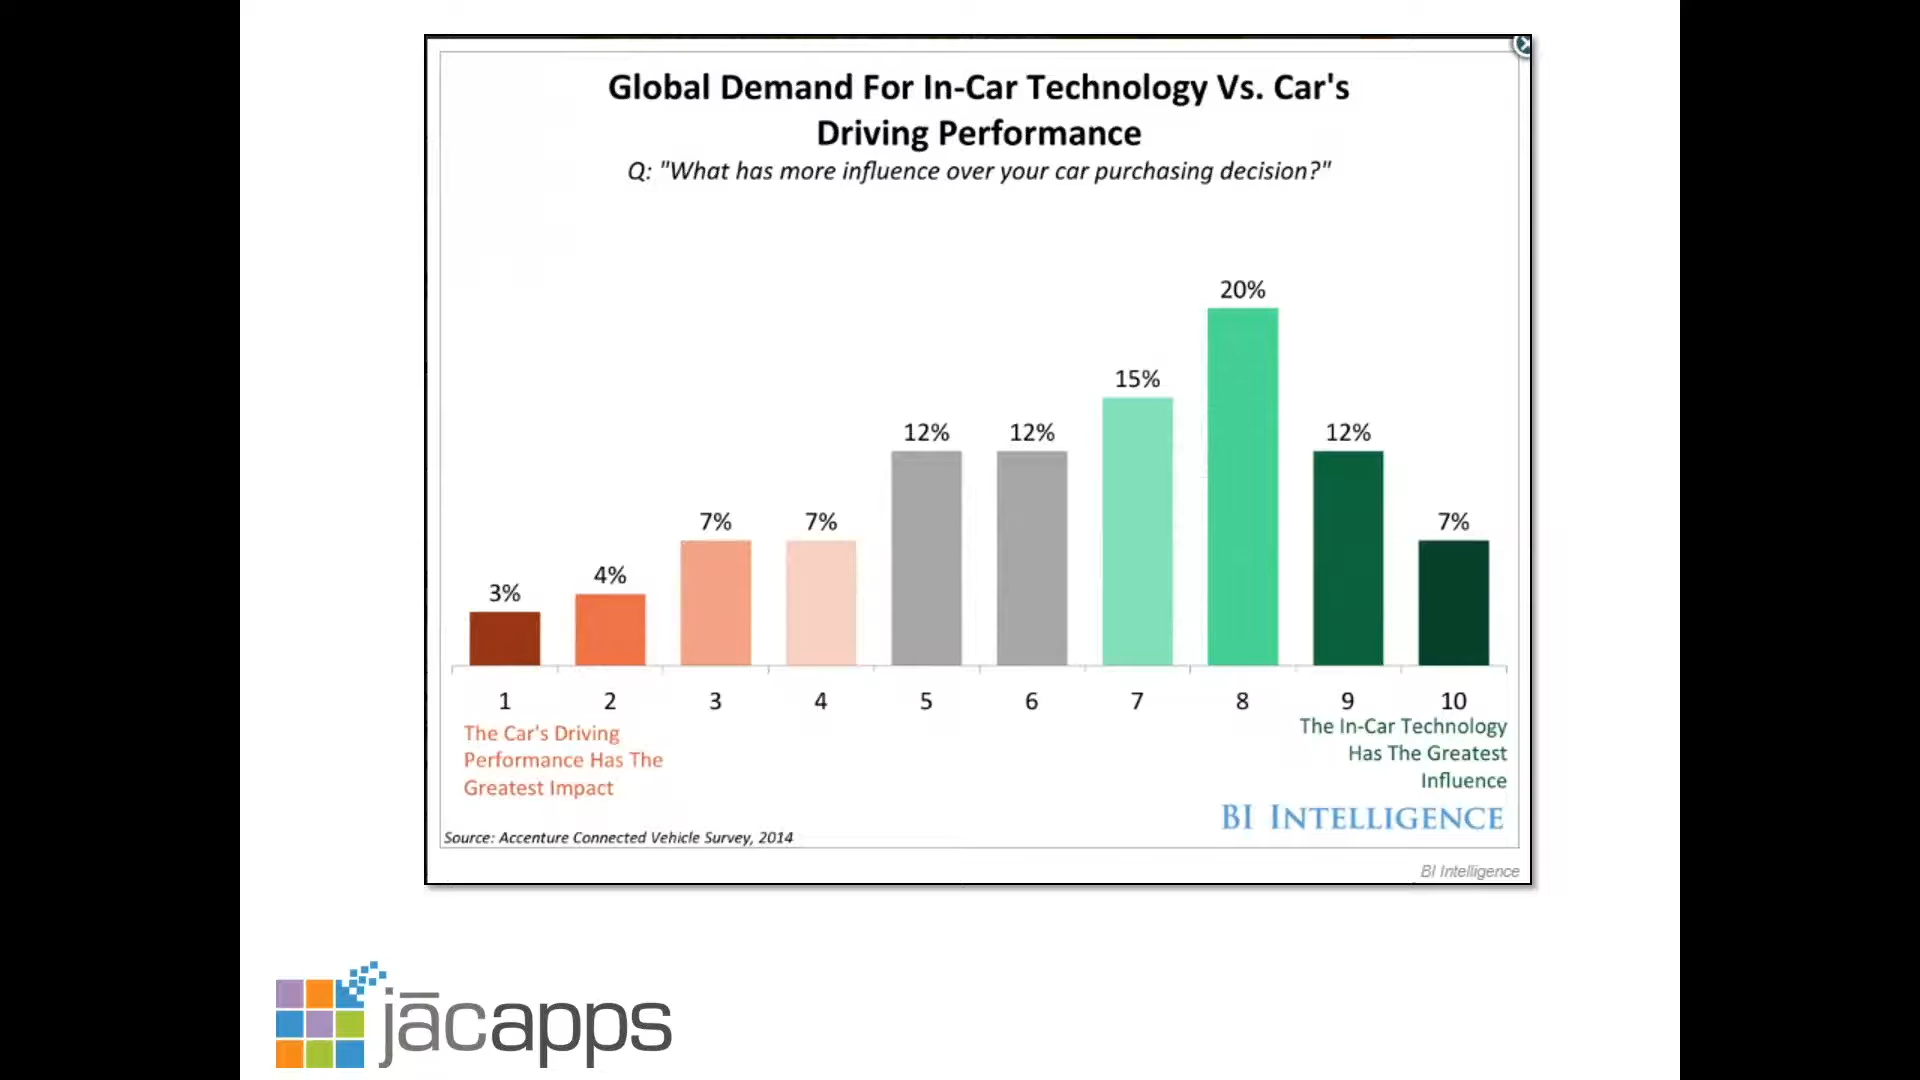 Global Demand For In-Car Technology Vs. Car's
Driving Performance
Q: "What has more influence over your car purchasing decision?"
20%
15%
12% 12% 12%
7% 7% 7%
4%
3%
1 2 3 4 5 6 7 8 9 10
The Car's Driving
Performance Has The
Greatest Impact
The In-Car Technology
Has The Greatest
Influence
BI INTELLIGENCE
Source: Accenture Connected Vehicle Survey, 2014
BI Intelligence
jācapps